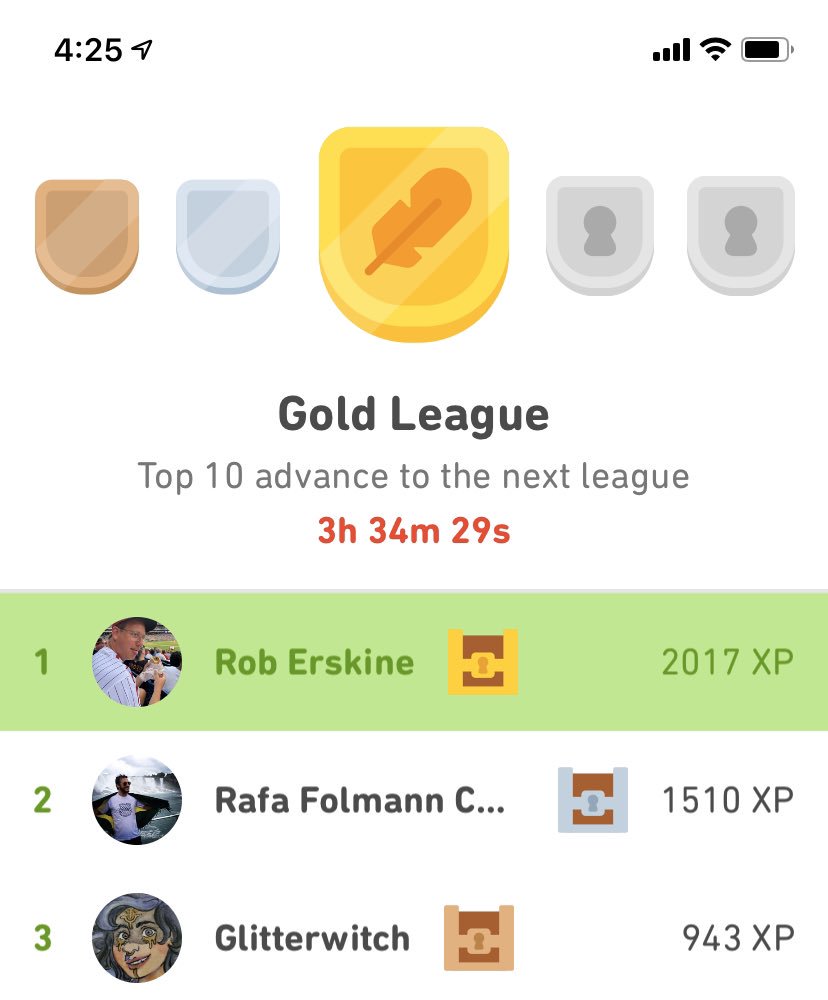 4:25
Gold League
Top 10 advance to the next league
3h 34m 29s
1 Rob Erskine 2017 XP
2 Rafa Folmann C... 1510 XP
3 Glitterwitch 943 XP